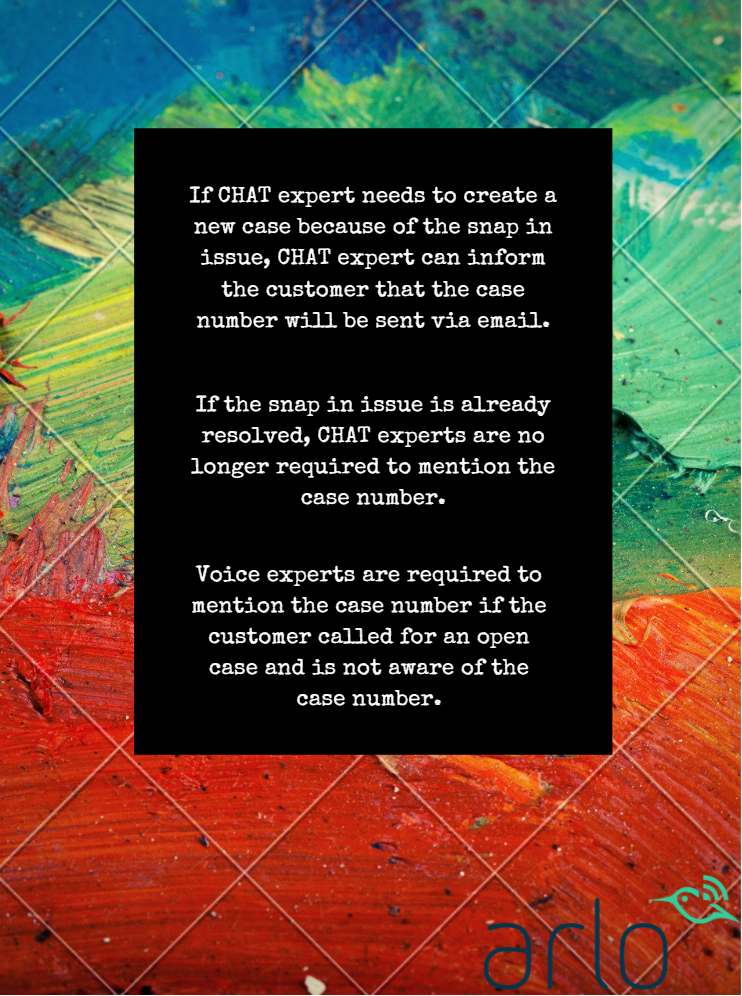 If CHAT expert needs to create a
new case because of the snap in
issue, CHAT expert can inform
the customer that the case
number will be sent via email.
If the snap in issue is already
resolved, CHAT experts are no
longer required to mention the
case number.
Voice experts are required to
mention the case number if the
customer called for an open
case and is not aware of the
case number.
arlo